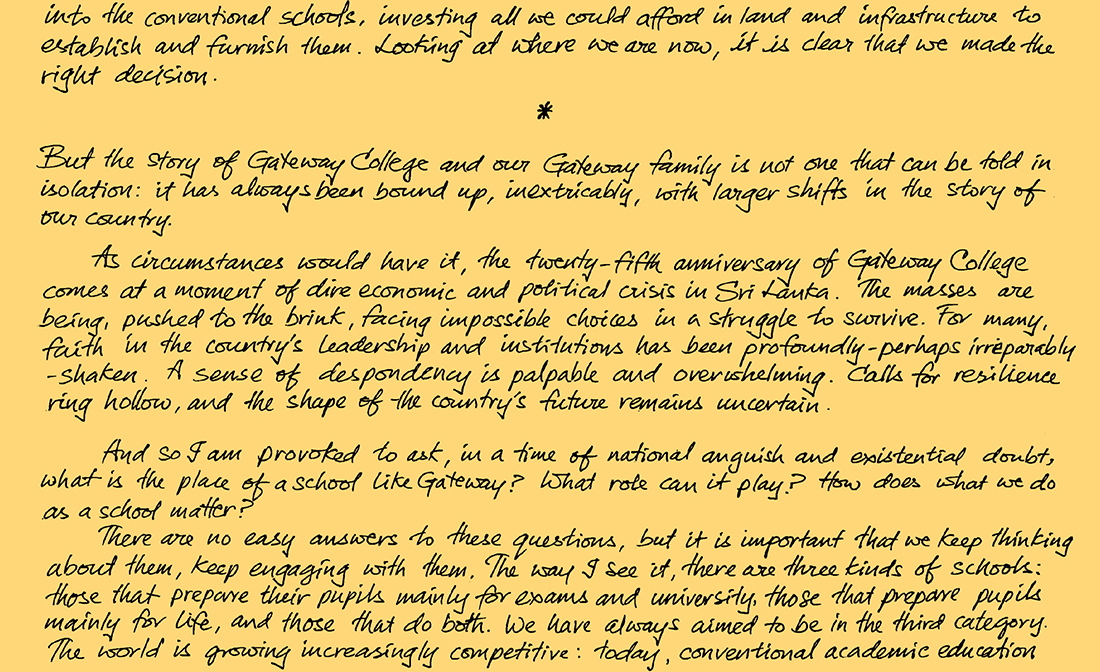 into the conventional schools, investing all we could afford in land and infrastructure to
establish and furnish them. Looking at where we are now, it is clear that we made the
right decision.
*
But the story of Gateway College and our Gateway family is not one that can be told in
isolation: it has always been bound up, inextricably, with larger shifts in the story of
our country.
As circumstances would have it, the twenty-fifth anniversary of Gateway College
comes at a moment of dire economic and political crisis in Sri Lanka. The masses are
being, pushed to the brink, facing impossible choices in a struggle to survive. For many,
faith in the country's leadership and institutions has been profoundly-perhaps irreparably
-shaken. A sense of despondency is palpable and overwhelming. Calls for resilience
ring hollow, and the shape of the country's future remains uncertain.
And so I am provoked to ask, in a time of national anguish and existential doubt,
what is the place of a school like Gateway? What role can it play? How does what we do
as a school matter?
There are no easy answers to these questions, but it is important that we keep thinking
about them, keep engaging with them. The way I see it, there are three kinds of schools:
those that prepare their pupils mainly for exams and university, those that prepare pupils
mainly for life, and those that do both. We have always aimed to be in the third category.
The world is growing increasingly competitive: today, conventional academic education